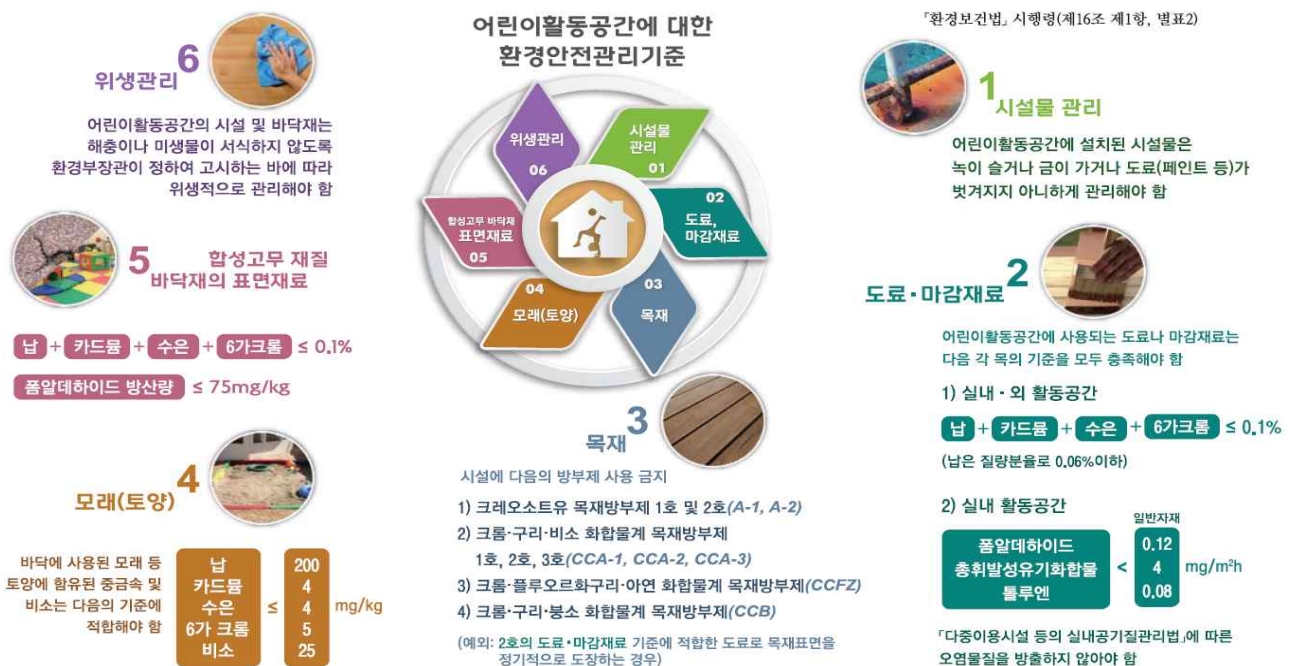 어린이활동공간에 대한
환경안전관리기준
「환경보건법」 시행령(제16조 제1항, 별표2)
위생관리
06
시설물
관리
01
02
도료,
마감재료
03
목재
04
모래(토양)
합성고무 바닥재
표면재료
05
1
시설물 관리
어린이활동공간에 설치된 시설물은
녹이 슬거나 금이 가거나 도료(페인트 등)가
벗겨지지 아니하게 관리해야 함
도료·마감재료 2
어린이활동공간에 사용되는 도료나 마감재료는
다음 각 목의 기준을 모두 충족해야 함
1) 실내·외 활동공간
납 + 카드뮴 + 수은 + 6가크롬 ≤ 0.1%
(납은 질량분율로 0.06%이하)
2) 실내 활동공간
일반자재
폼알데하이드 0.12
총휘발성유기화합물 < 4 mg/m²h
톨루엔 0.08
「다중이용시설 등의 실내공기질관리법」에 따른
오염물질을 방출하지 않아야 함
목재 3
시설에 다음의 방부제 사용 금지
1) 크레오소트유 목재방부제 1호 및 2호(A-1, A-2)
2) 크롬·구리·비소 화합물계 목재방부제
1호, 2호, 3호(CCA-1, CCA-2, CCA-3)
3) 크롬·플루오르화구리·아연 화합물계 목재방부제(CCFZ)
4) 크롬·구리·붕소 화합물계 목재방부제(CCB)
(예외: 2호의 도료·마감재료 기준에 적합한 도료로 목재표면을
정기적으로 도장하는 경우)
모래(토양) 4
바닥에 사용된 모래 등
토양에 함유된 중금속 및
비소는 다음의 기준에
적합해야 함
납 200
카드뮴 4
수은 ≤ 4 mg/kg
6가 크롬 5
비소 25
5 합성고무 재질
바닥재의 표면재료
납 + 카드뮴 + 수은 + 6가크롬 ≤ 0.1%
폼알데하이드 방산량 ≤ 75mg/kg
위생관리 6
어린이활동공간의 시설 및 바닥재는
해충이나 미생물이 서식하지 않도록
환경부장관이 정하여 고시하는 바에 따라
위생적으로 관리해야 함